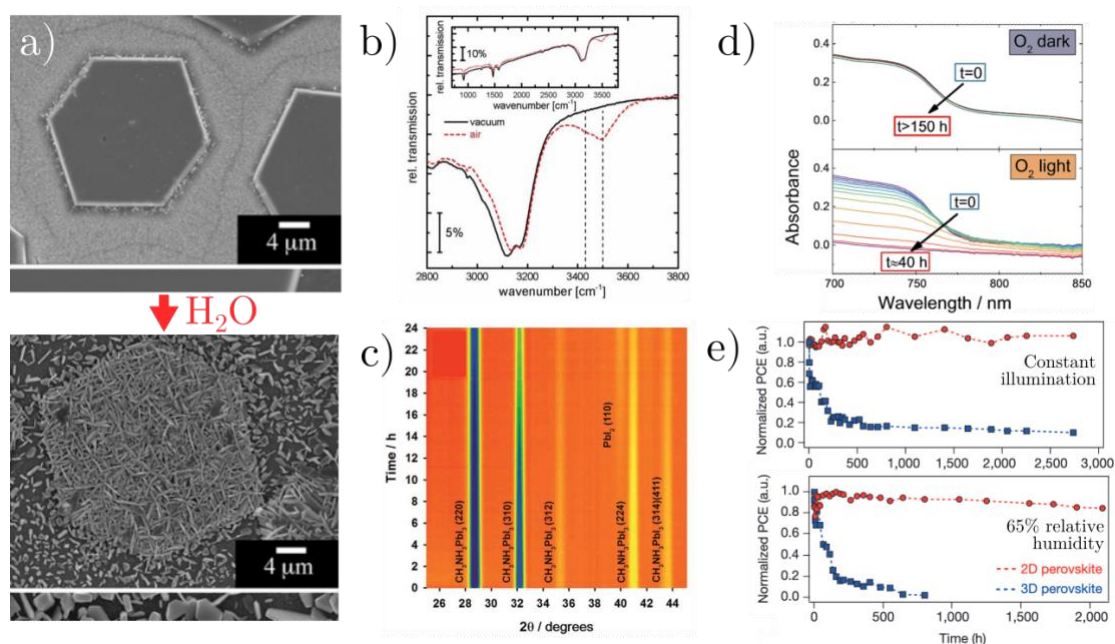 a)
4 μm
H₂O
4 μm
b)
10%
rel. transmission
1000 1500 2000 2500 3000 3500
wavenumber [cm⁻¹]
vacuum
air
rel. transmission
5%
2800 3000 3200 3400 3600 3800
wavenumber [cm⁻¹]
c)
24
22
20
18
16
14
12
10
8
6
4
2
0
Time / h
CH₃NH₃PbI₃ (220)
CH₃NH₃PbI₃ (310)
CH₃NH₃PbI₃ (312)
PbI₂ (110)
CH₃NH₃PbI₃ (224)
CH₃NH₃PbI₃ (314)(411)
26 28 30 32 34 36 38 40 42 44
2θ / degrees
d)
O₂ dark
0.4
0.2
0.0
t=0
t>150 h
O₂ light
0.4
0.2
0.0
t=0
t≈40 h
Absorbance
700 750 800 850
Wavelength / nm
e)
Normalized PCE (a.u.)
1.0
0.8
0.6
0.4
0.2
0.0
Constant
illumination
0 500 1,000 1,500 2,000 2,500 3,000
Normalized PCE (a.u.)
1.0
0.8
0.6
0.4
0.2
0.0
65% relative
humidity
2D perovskite
3D perovskite
0 500 1,000 1,500 2,000
Time (h)